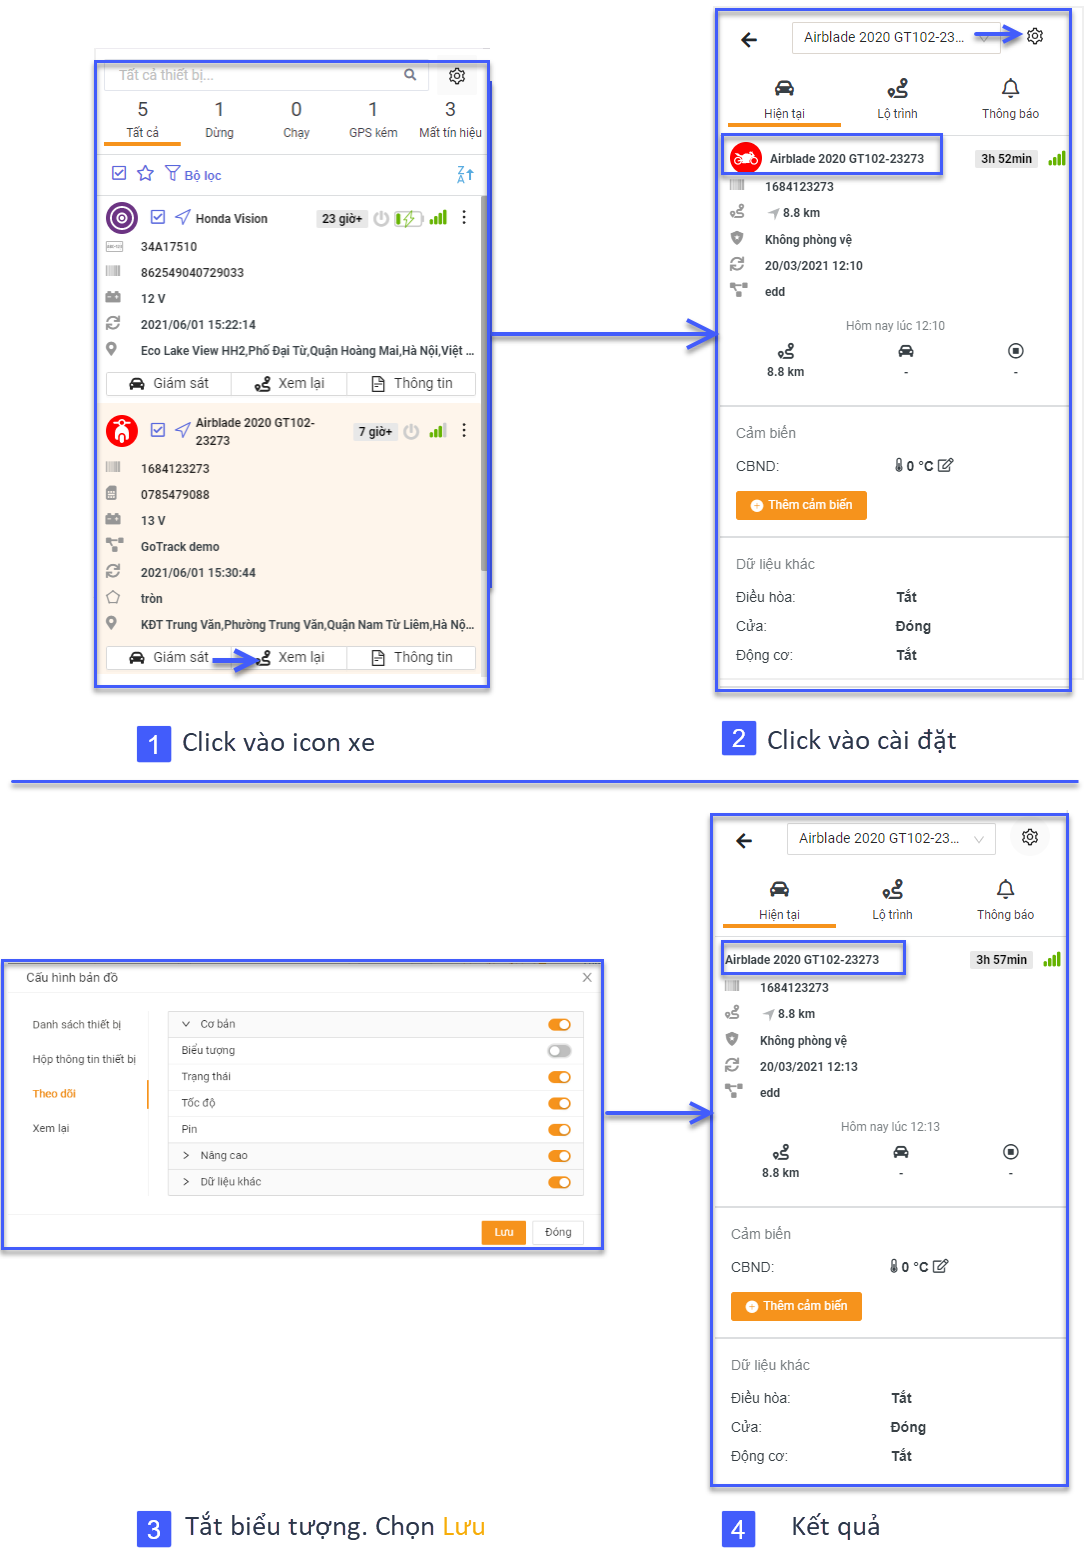 Tất cả thiết bị...
5 1 0 1 3
Tất cả Dừng Chạy GPS kém Mất tín hiệu
Bộ lọc
Honda Vision 23 giờ+
34A17510
862549040729033
12 V
2021/06/01 15:22:14
Eco Lake View HH2,Phố Đại Từ,Quận Hoàng Mai,Hà Nội,Việt ...
Giám sát Xem lại Thông tin
Airblade 2020 GT102-
23273 7 giờ+
1684123273
0785479088
13 V
GoTrack demo
2021/06/01 15:30:44
tròn
KĐT Trung Văn,Phường Trung Văn,Quận Nam Từ Liêm,Hà Nộ...
Giám sát Xem lại Thông tin
1 Click vào icon xe
Airblade 2020 GT102-23...
Hiện tại Lộ trình Thông báo
Airblade 2020 GT102-23273 3h 52min
1684123273
8.8 km
Không phòng vệ
20/03/2021 12:10
edd
Hôm nay lúc 12:10
8.8 km - -
Cảm biến
CBND: 0 °C
Thêm cảm biến
Dữ liệu khác
Điều hòa: Tắt
Cửa: Đóng
Động cơ: Tắt
2 Click vào cài đặt
Cấu hình bản đồ
Danh sách thiết bị
Hộp thông tin thiết bị
Theo dõi
Xem lại
Cơ bản
Biểu tượng
Trạng thái
Tốc độ
Pin
Nâng cao
Dữ liệu khác
Lưu Đóng
3 Tắt biểu tượng. Chọn Lưu
Airblade 2020 GT102-23...
Hiện tại Lộ trình Thông báo
Airblade 2020 GT102-23273 3h 57min
1684123273
8.8 km
Không phòng vệ
20/03/2021 12:13
edd
Hôm nay lúc 12:13
8.8 km - -
Cảm biến
CBND: 0 °C
Thêm cảm biến
Dữ liệu khác
Điều hòa: Tắt
Cửa: Đóng
Động cơ: Tắt
4 Kết quả